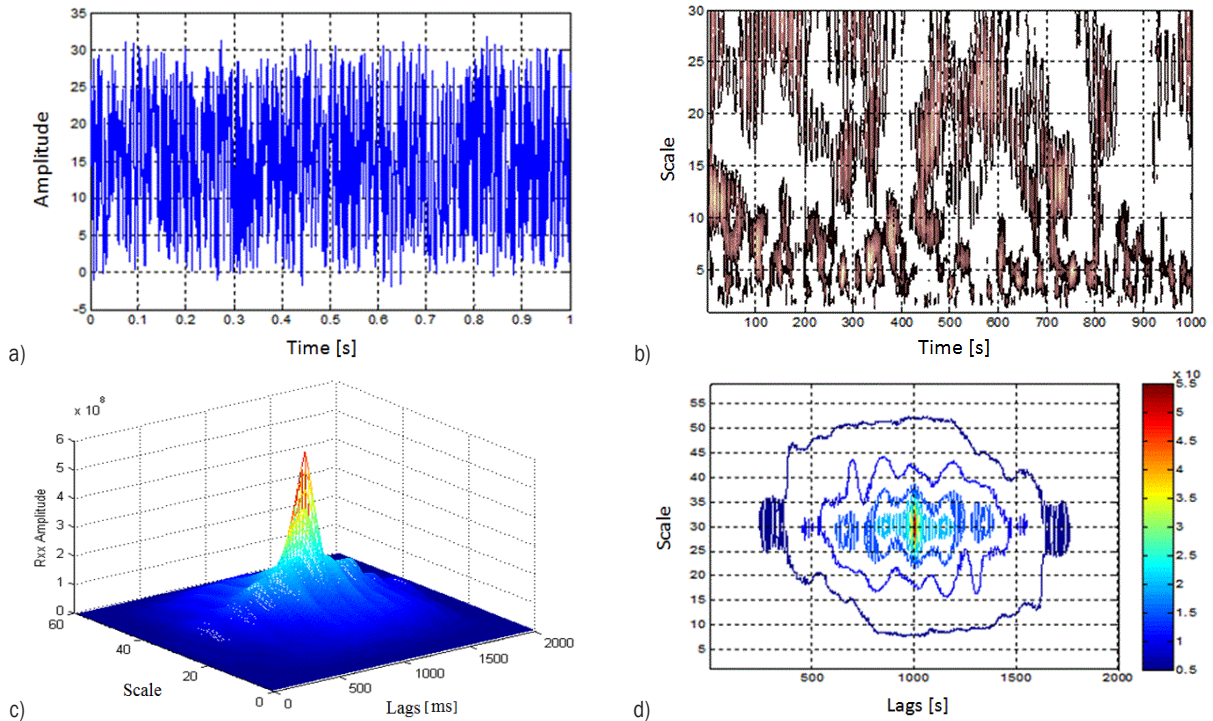 35
30
25
20
15
10
5
0
-5
Amplitude
0 0.1 0.2 0.3 0.4 0.5 0.6 0.7 0.8 0.9 1
Time [s]
a)
30
25
20
15
10
5
Scale
100 200 300 400 500 600 700 800 900 1000
Time [s]
b)
x 10⁸
6
5
4
3
2
1
0
Rxx Amplitude
60
40
20
0
Scale
0
500
1000
1500
2000
Lags [ms]
c)
55
50
45
40
35
30
25
20
15
10
5
Scale
500 1000 1500 2000
Lags [s]
x 10
5.5
5
4.5
4
3.5
3
2.5
2
1.5
1
0.5
d)